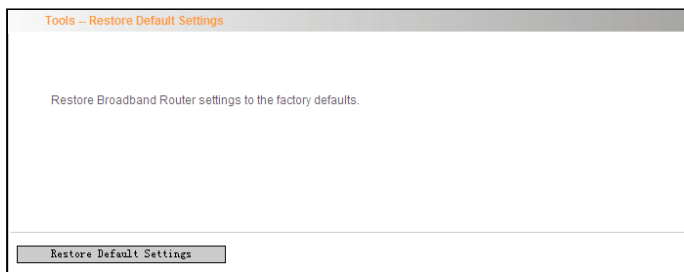 Tools -- Restore Default Settings
Restore Broadband Router settings to the factory defaults.
Restore Default Settings